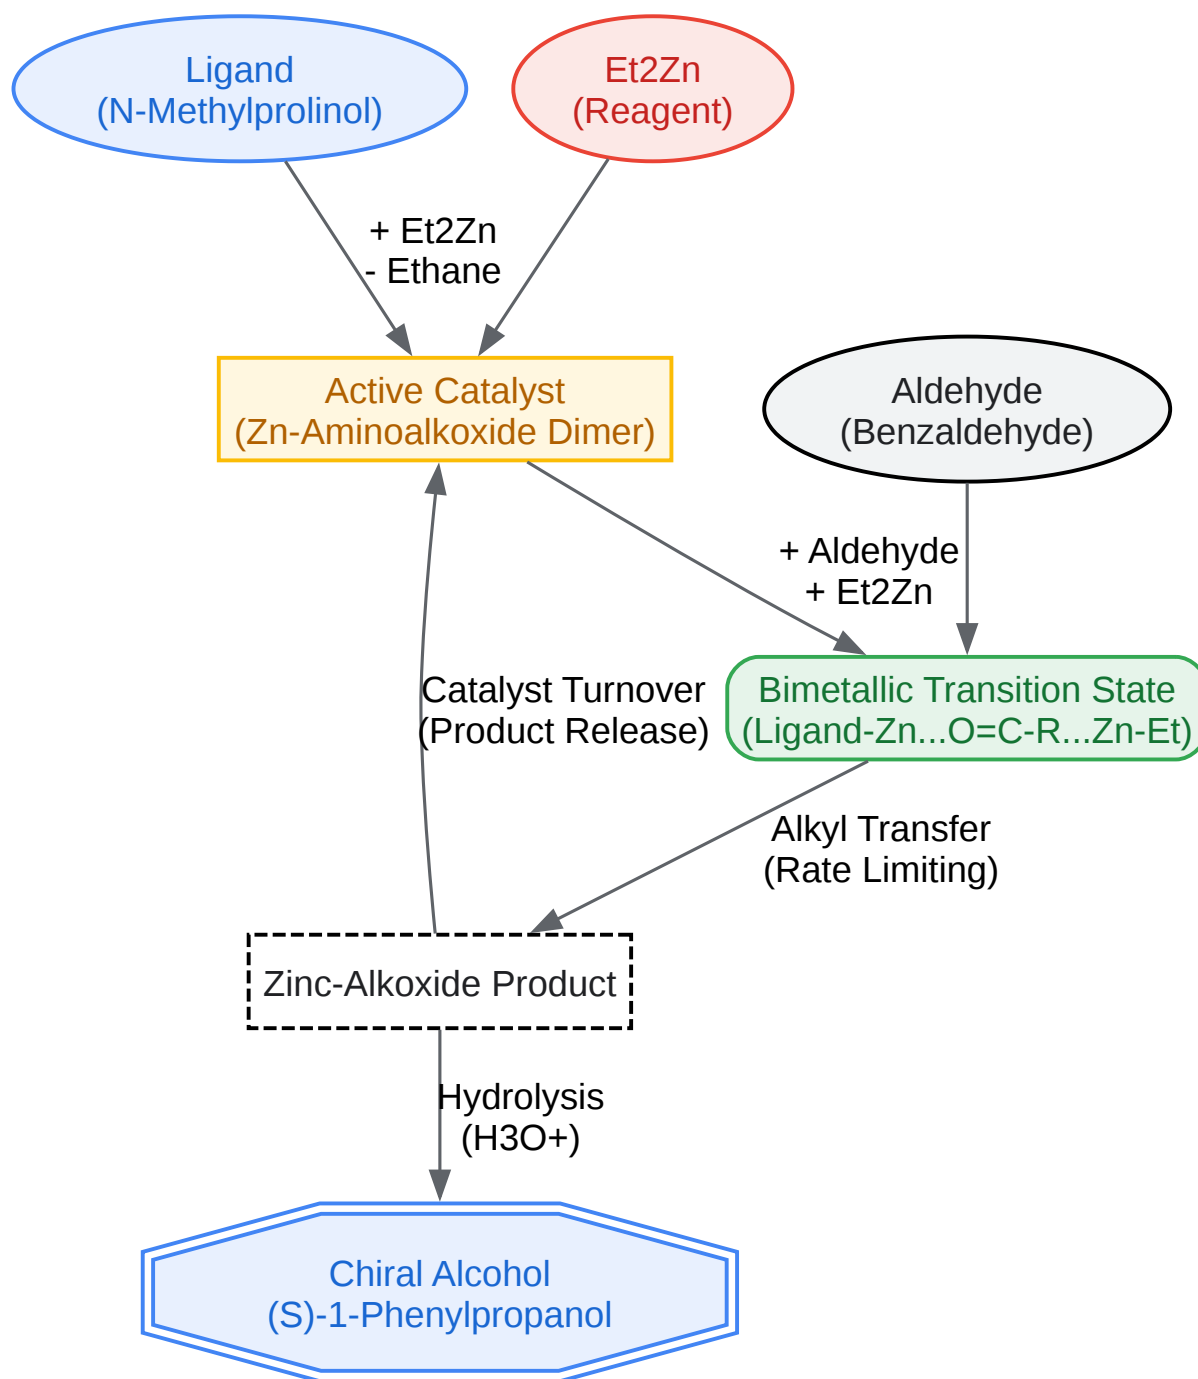 Ligand
(N-Methylprolinol)
Et2Zn
(Reagent)
+ Et2Zn
- Ethane
Active Catalyst
(Zn-Aminoalkoxide Dimer)
Aldehyde
(Benzaldehyde)
+ Aldehyde
+ Et2Zn
Catalyst Turnover
(Product Release)
Bimetallic Transition State
(Ligand-Zn...O=C-R...Zn-Et)
Alkyl Transfer
(Rate Limiting)
Zinc-Alkoxide Product
Hydrolysis
(H3O+)
Chiral Alcohol
(S)-1-Phenylpropanol